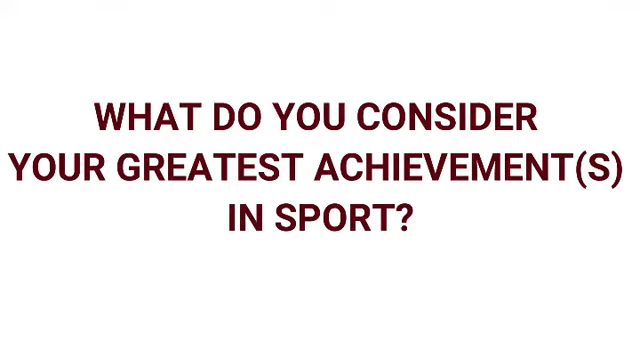 WHAT DO YOU CONSIDER
YOUR GREATEST ACHIEVEMENT(S)
IN SPORT?